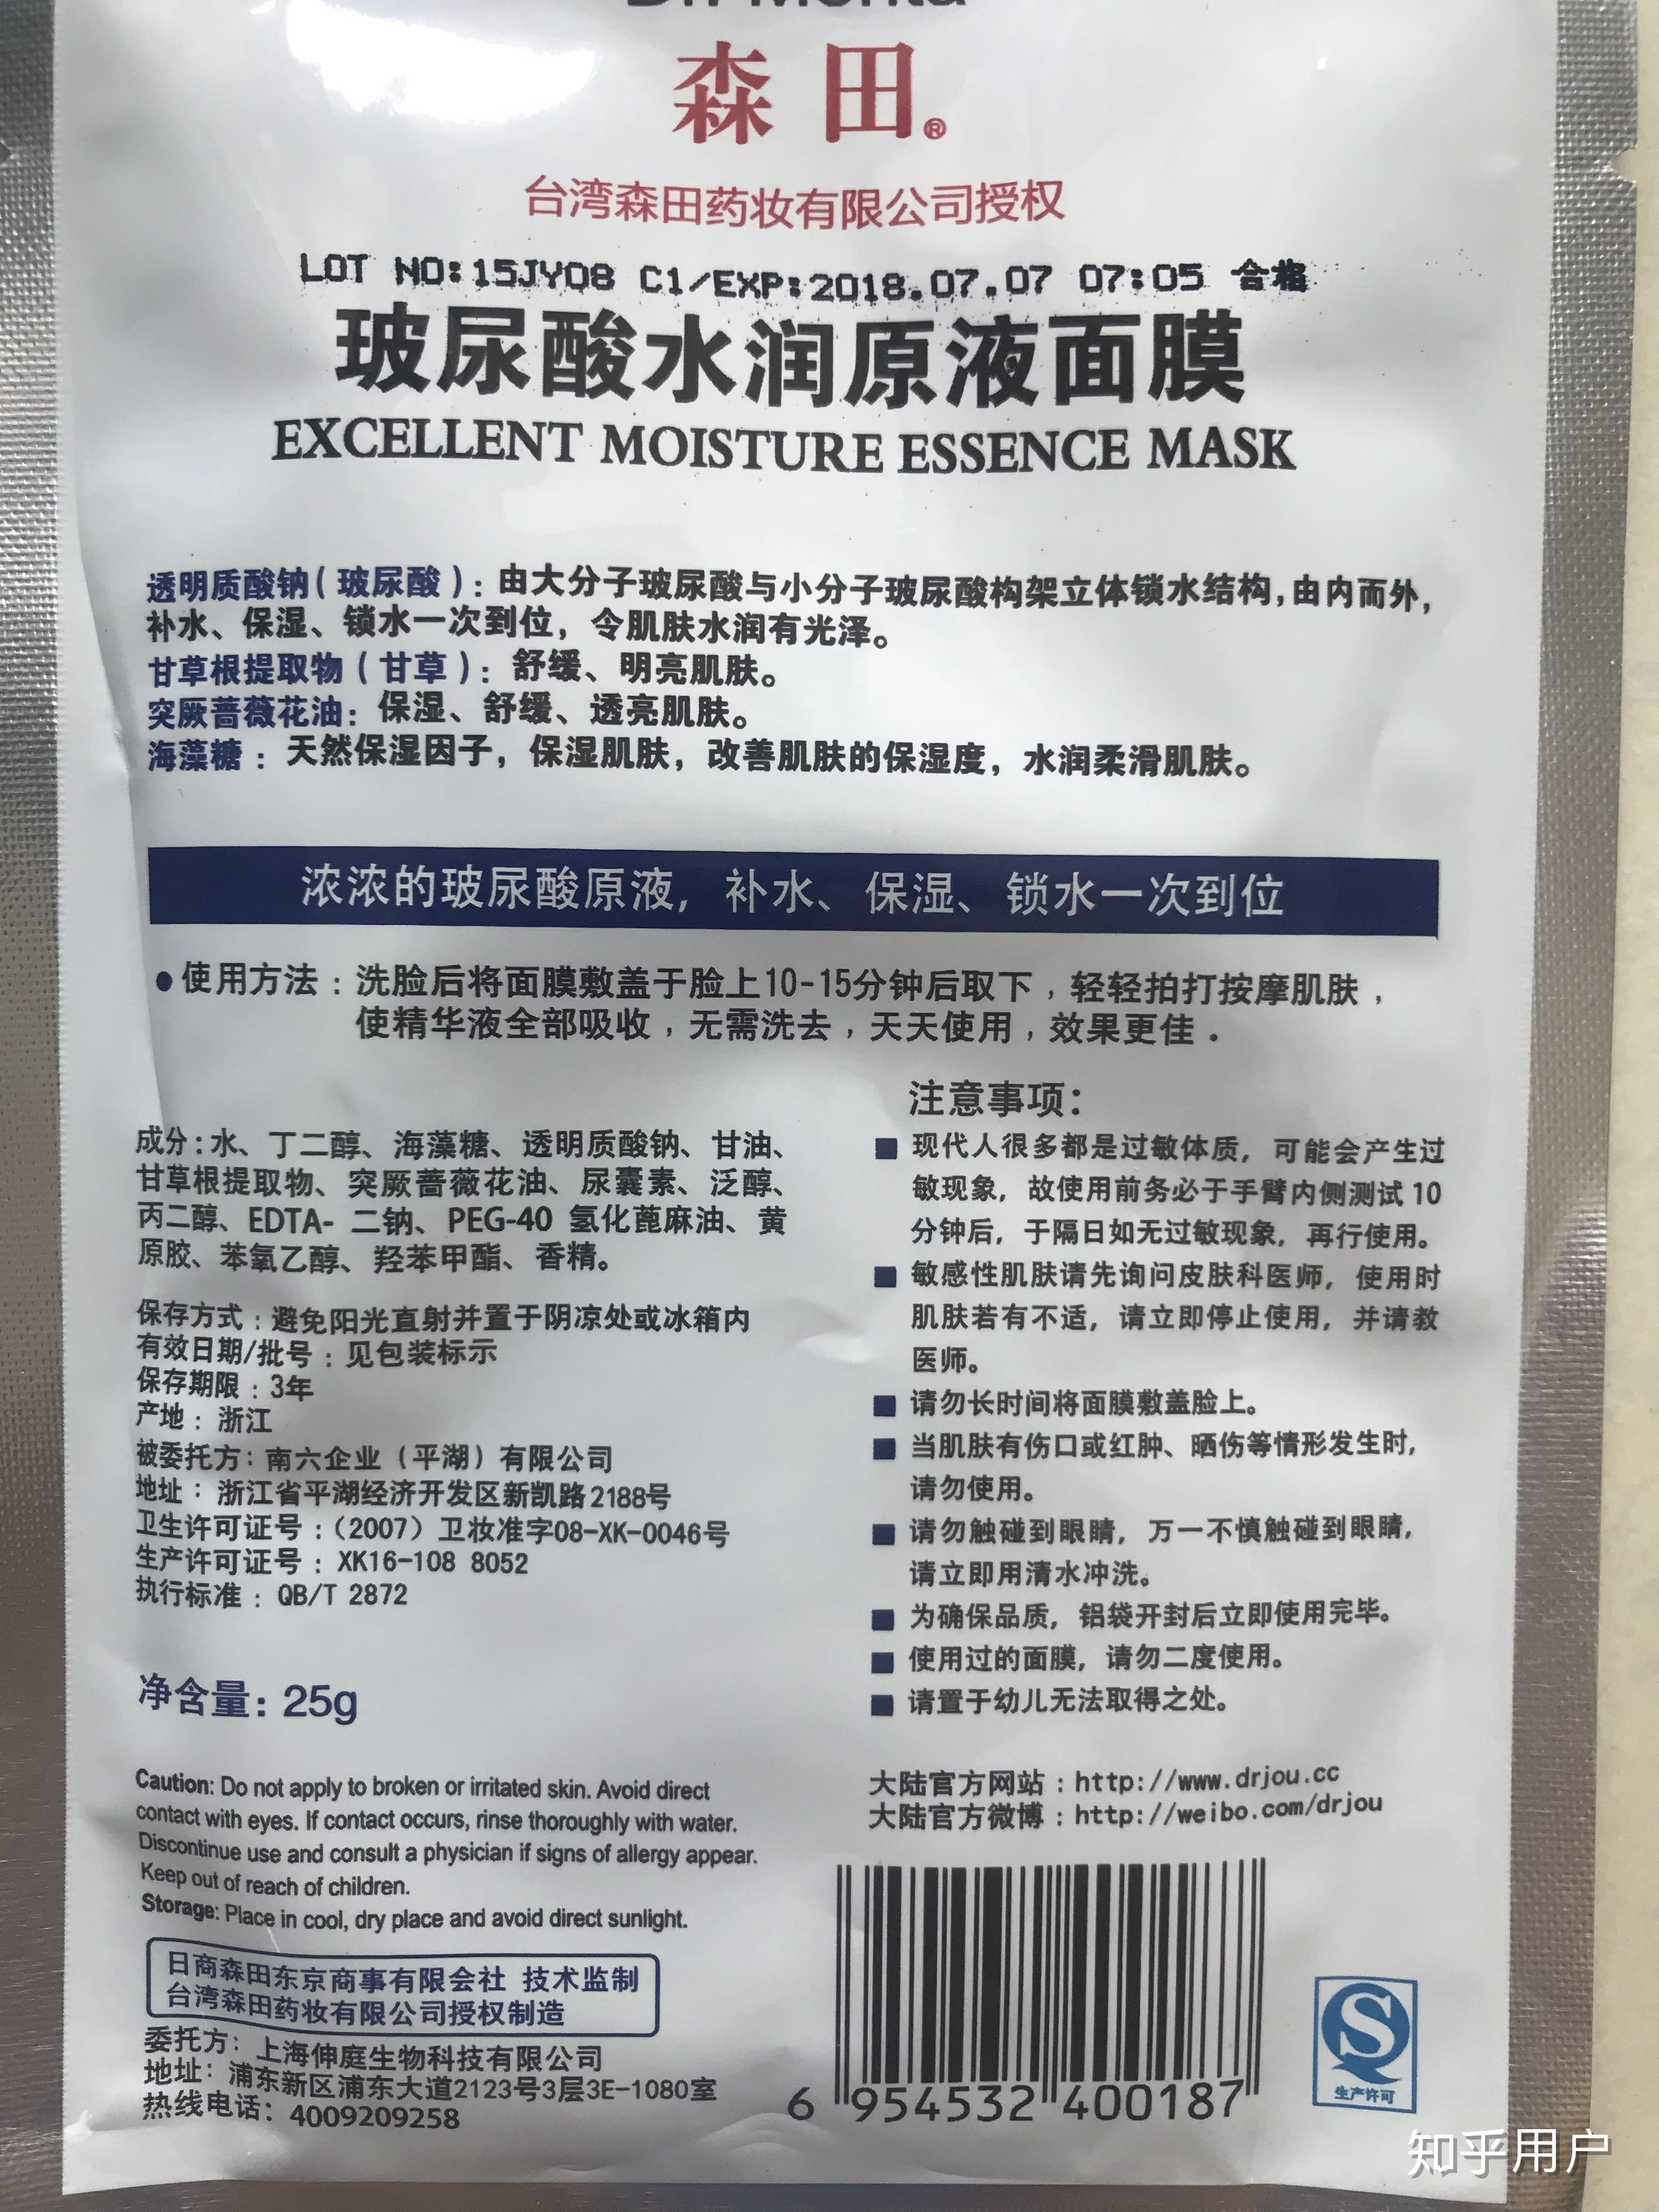 森田®
台湾森田药妆有限公司授权
LOT NO:15JY08 C1/EXP:2018.07.07 07:05 合格
玻尿酸水润原液面膜
EXCELLENT MOISTURE ESSENCE MASK
透明质酸钠(玻尿酸)：由大分子玻尿酸与小分子玻尿酸构架立体锁水结构，由内而外，
补水、保湿、锁水一次到位，令肌肤水润有光泽。
甘草根提取物(甘草)：舒缓、明亮肌肤。
突厥蔷薇花油：保湿、舒缓、透亮肌肤。
海藻糖：天然保湿因子，保湿肌肤，改善肌肤的保湿度，水润柔滑肌肤。
浓浓的玻尿酸原液，补水、保湿、锁水一次到位
●使用方法：洗脸后将面膜敷盖于脸上10-15分钟后取下，轻轻拍打按摩肌肤，
使精华液全部吸收，无需洗去，天天使用，效果更佳．
成分：水、丁二醇、海藻糖、透明质酸钠、甘油、
甘草根提取物、突厥蔷薇花油、尿囊素、泛醇、
丙二醇、EDTA- 二钠、PEG-40 氢化蓖麻油、黄
原胶、苯氧乙醇、羟苯甲酯、香精。
保存方式：避免阳光直射并置于阴凉处或冰箱内
有效日期/批号：见包装标示
保存期限：3年
产地：浙江
被委托方：南六企业（平湖）有限公司
地址：浙江省平湖经济开发区新凯路2188号
卫生许可证号：（2007）卫妆准字08-XK-0046号
生产许可证号：XK16-108 8052
执行标准：QB/T 2872
净含量：25g
注意事项：
■ 现代人很多都是过敏体质，可能会产生过
敏现象，故使用前务必于手臂内侧测试10
分钟后，于隔日如无过敏现象，再行使用。
■ 敏感性肌肤请先询问皮肤科医师，使用时
肌肤若有不适，请立即停止使用，并请教
医师。
■ 请勿长时间将面膜敷盖脸上。
■ 当肌肤有伤口或红肿、晒伤等情形发生时，
请勿使用。
■ 请勿触碰到眼睛，万一不慎触碰到眼睛，
请立即用清水冲洗。
■ 为确保品质，铝袋开封后立即使用完毕。
■ 使用过的面膜，请勿二度使用。
■ 请置于幼儿无法取得之处。
Caution: Do not apply to broken or irritated skin. Avoid direct
contact with eyes. If contact occurs, rinse thoroughly with water.
Discontinue use and consult a physician if signs of allergy appear.
Keep out of reach of children.
Storage: Place in cool, dry place and avoid direct sunlight.
日商森田东京商事有限会社 技术监制
台湾森田药妆有限公司授权制造
委托方：上海伸庭生物科技有限公司
地址：浦东新区浦东大道2123号3层3E-1080室
热线电话：4009209258
大陆官方网站：http://www.drjou.cc
大陆官方微博：http://weibo.com/drjou
6 954532 400187
生产许可
知乎用户